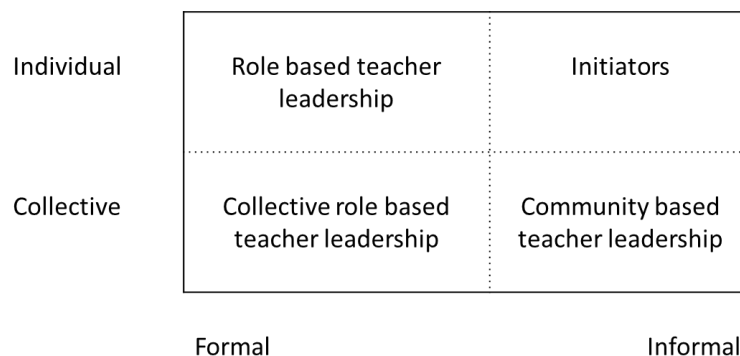 Individual
Role based teacher
leadership
Initiators
Collective
Collective role based
teacher leadership
Community based
teacher leadership
Formal
Informal